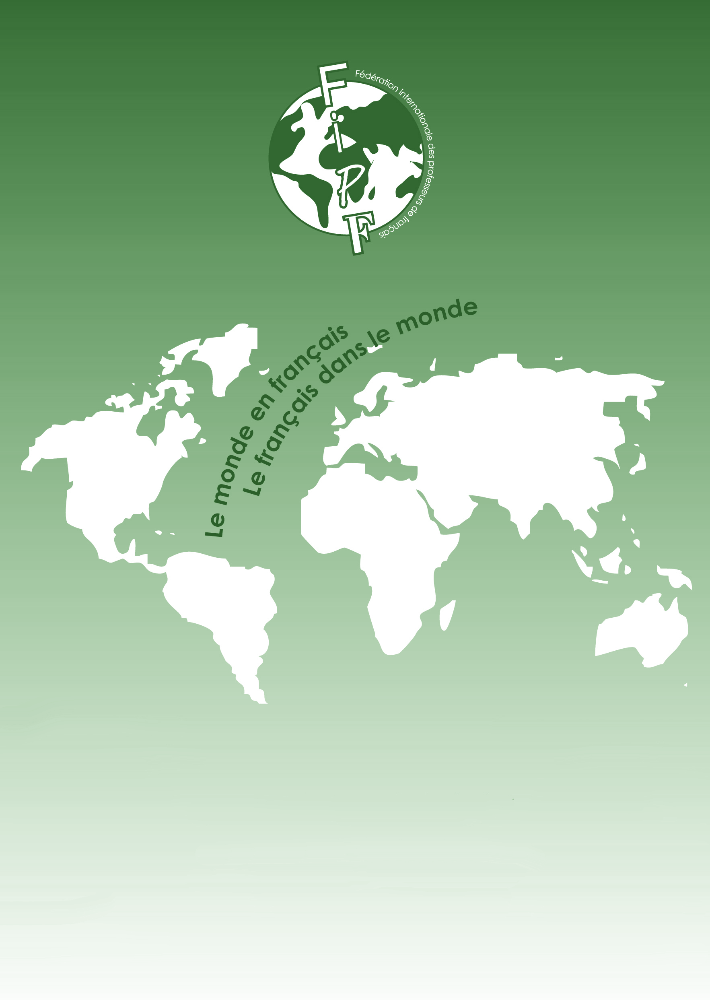 FIPF
Fédération internationale des professeurs de français
Le monde en français
Le français dans le monde